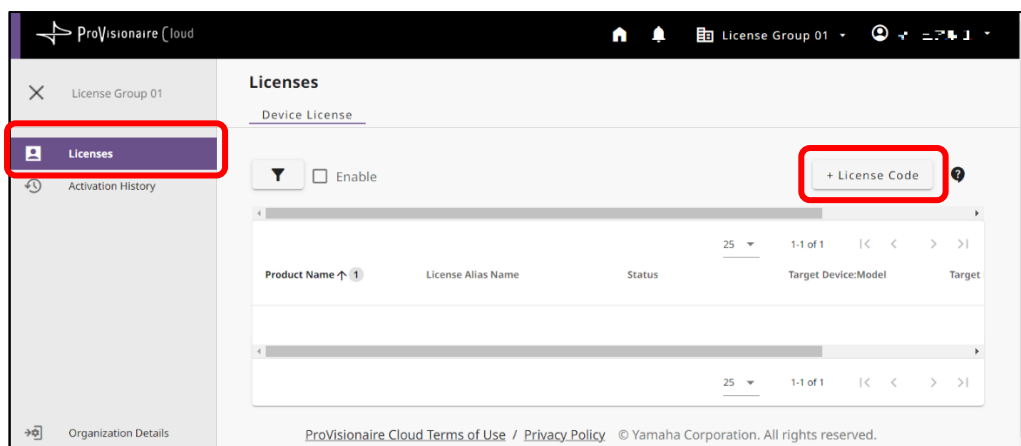 ProVisionaire Cloud
License Group 01
License Group 01
Licenses
Activation History
Organization Details
Licenses
Device License
Enable
+ License Code
?
25 1-1 of 1
Product Name 1 License Alias Name Status Target Device:Model Target
25 1-1 of 1
ProVisionaire Cloud Terms of Use / Privacy Policy © Yamaha Corporation. All rights reserved.